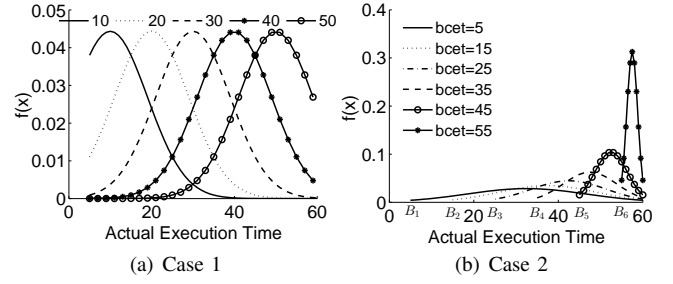 10 20 30 40 50
0.05
0.04
0.03
0.02
0.01
0
f(x)
0 20 40 60
Actual Execution Time
(a) Case 1
0.4
0.3
0.2
0.1
0
f(x)
bcet=5
bcet=15
bcet=25
bcet=35
bcet=45
bcet=55
B1 B2 B3 B4 B5 B6
0 20 40 60
Actual Execution Time
(b) Case 2